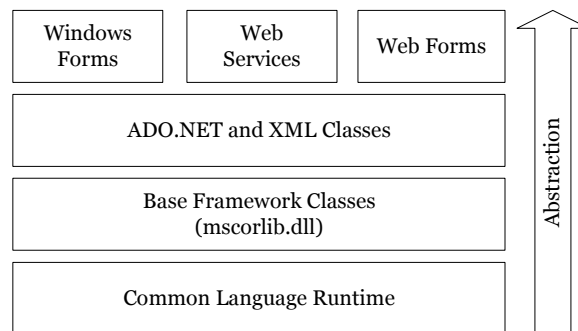 Windows
Forms
Web
Services
Web Forms
ADO.NET and XML Classes
Base Framework Classes
(mscorlib.dll)
Common Language Runtime
Abstraction